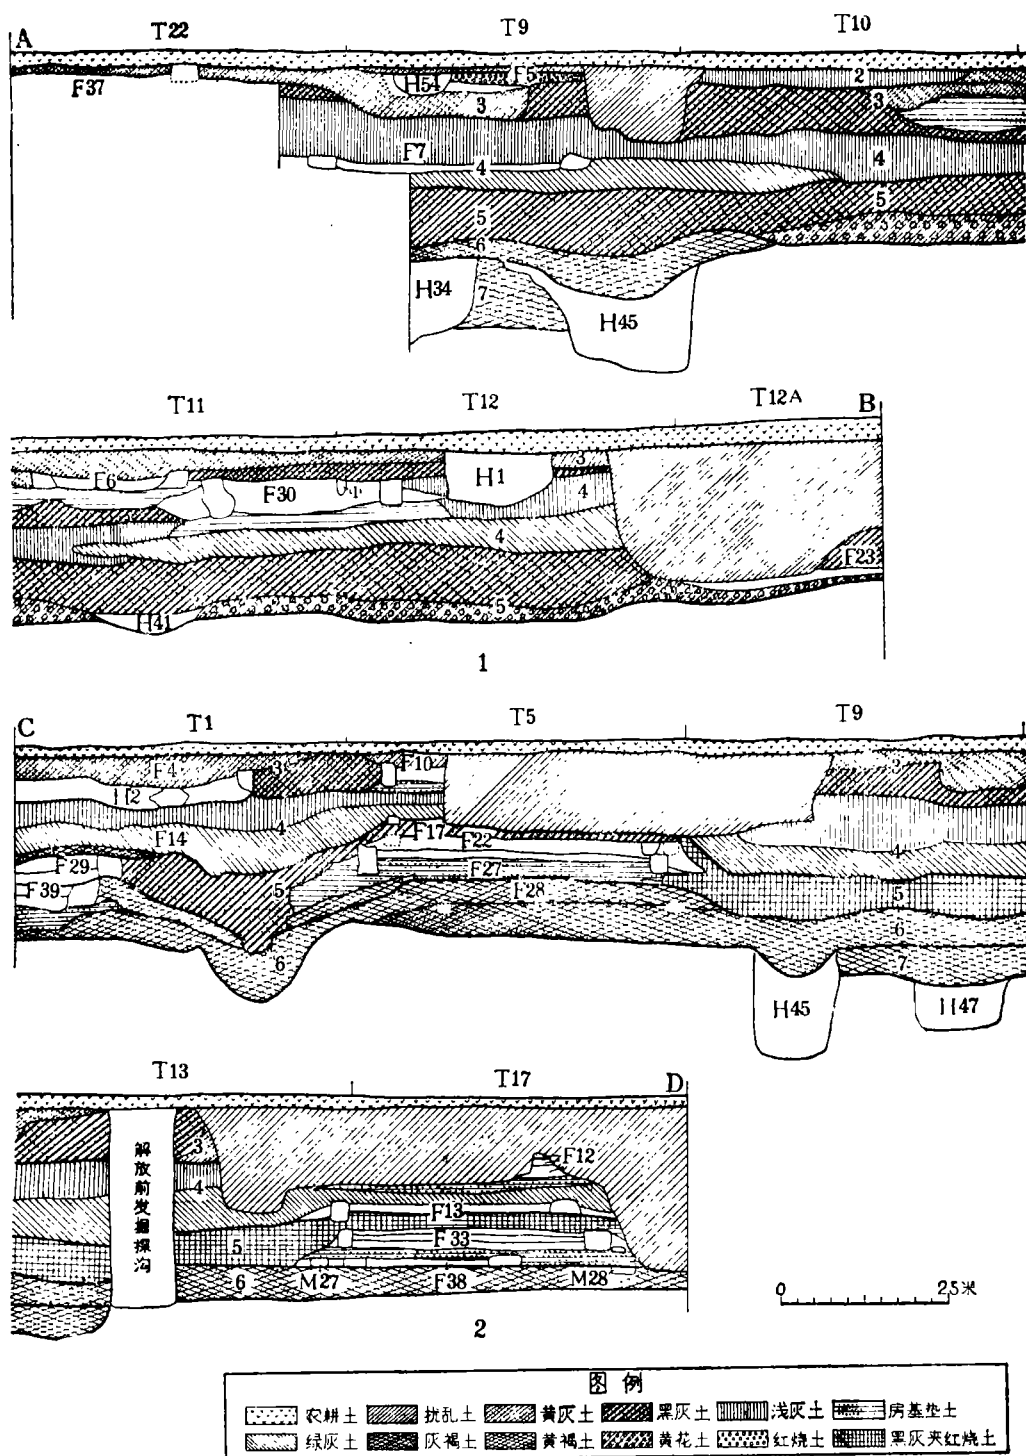 A T22 T9 T10
F5 2
F37 H54 3 3
F7 4 4
5 5
6
H34 7 H45
T11 T12 T12A B
F6 F30 H1 3
4 4
4 F23
5
H41
1
C T1 T5 T9
F4 3 F10 3
H2
F14 4 F17 F22 4
F29 F27
F39 5 F28 5
6 6
7
H45 H47
T13 T17 D
解放前发掘探沟
3 F12
4 F13
5 F33
6 M27 F38 M28
0 2.5米
2
图例
农耕土 扰乱土 黄灰土 黑灰土 浅灰土 房基垫土
绿灰土 灰褐土 黄褐土 黄花土 红烧土 黑灰夹红烧土